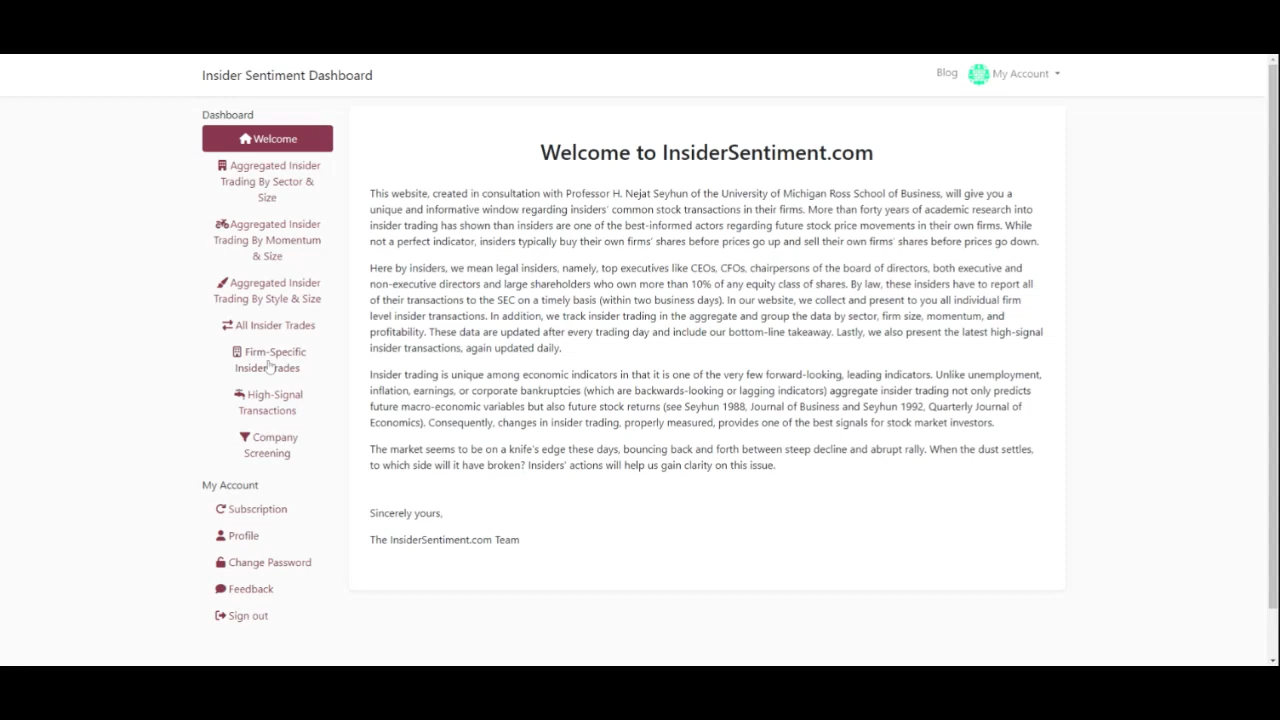 Insider Sentiment Dashboard
Blog
My Account
Dashboard
Welcome
Aggregated Insider
Trading By Sector &
Size
Aggregated Insider
Trading By Momentum
& Size
Aggregated Insider
Trading By Style & Size
All Insider Trades
Firm-Specific
Insider Trades
High-Signal
Transactions
Company
Screening
My Account
Subscription
Profile
Change Password
Feedback
Sign out
Welcome to InsiderSentiment.com
This website, created in consultation with Professor H. Nejat Seyhun of the University of Michigan Ross School of Business, will give you a
unique and informative window regarding insiders' common stock transactions in their firms. More than forty years of academic research into
insider trading has shown than insiders are one of the best-informed actors regarding future stock price movements in their own firms. While
not a perfect indicator, insiders typically buy their own firms' shares before prices go up and sell their own firms' shares before prices go down.
Here by insiders, we mean legal insiders, namely, top executives like CEOs, CFOs, chairpersons of the board of directors, both executive and
non-executive directors and large shareholders who own more than 10% of any equity class of shares. By law, these insiders have to report all
of their transactions to the SEC on a timely basis (within two business days). In our website, we collect and present to you all individual firm
level insider transactions. In addition, we track insider trading in the aggregate and group the data by sector, firm size, momentum, and
profitability. These data are updated after every trading day and include our bottom-line takeaway. Lastly, we also present the latest high-signal
insider transactions, again updated daily.
Insider trading is unique among economic indicators in that it is one of the very few forward-looking, leading indicators. Unlike unemployment,
inflation, earnings, or corporate bankruptcies (which are backwards-looking or lagging indicators) aggregate insider trading not only predicts
future macro-economic variables but also future stock returns (see Seyhun 1988, Journal of Business and Seyhun 1992, Quarterly Journal of
Economics). Consequently, changes in insider trading, properly measured, provides one of the best signals for stock market investors.
The market seems to be on a knife's edge these days, bouncing back and forth between steep decline and abrupt rally. When the dust settles,
to which side will it have broken? Insiders' actions will help us gain clarity on this issue.
Sincerely yours,
The InsiderSentiment.com Team